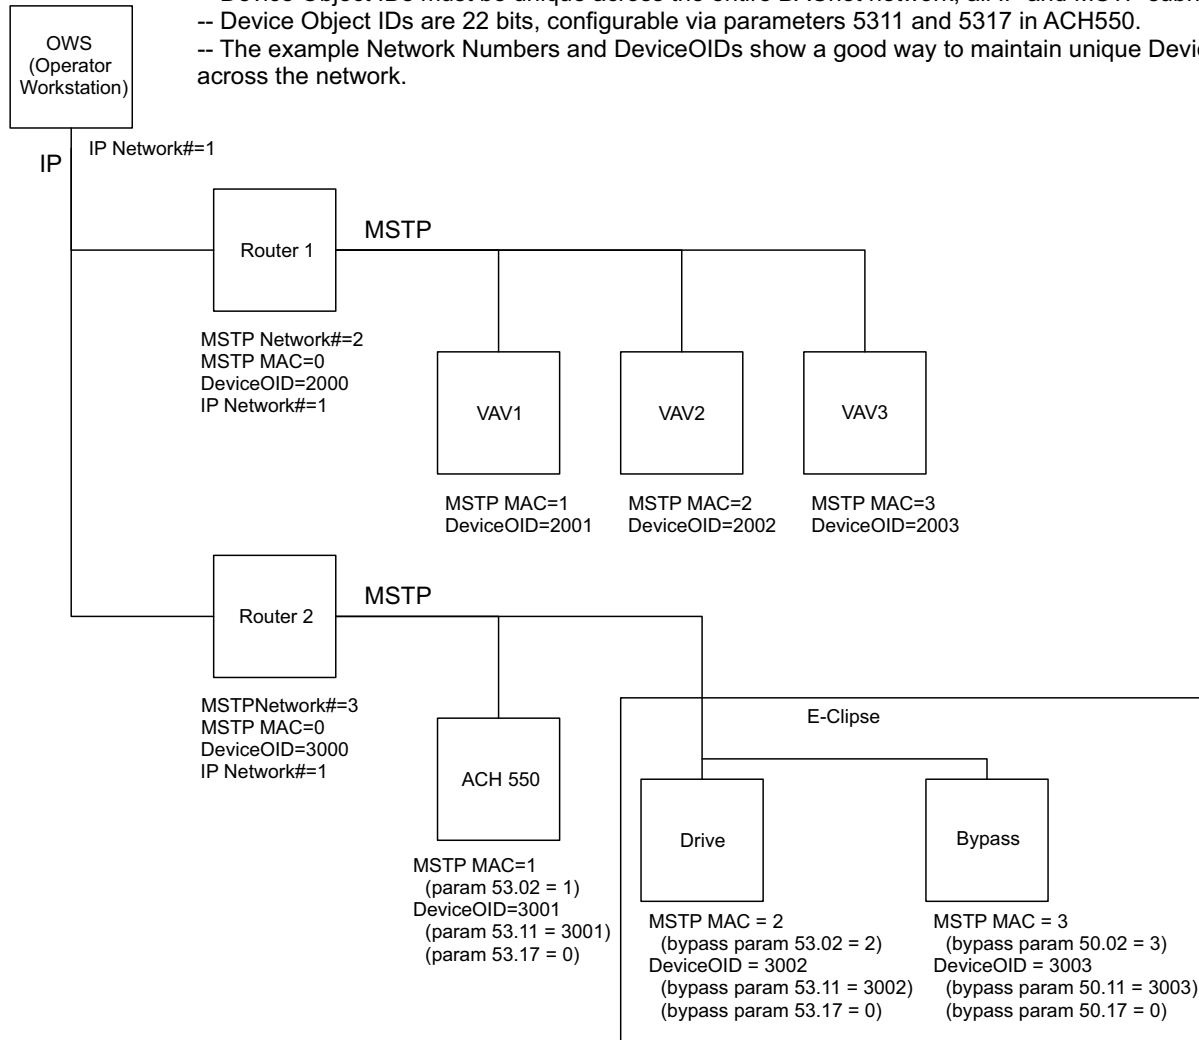 -- Device Object IDs are 22 bits, configurable via parameters 5311 and 5317 in ACH550.
-- The example Network Numbers and DeviceOIDs show a good way to maintain unique
across the network.
OWS
(Operator
Workstation)
IP
IP Network#=1
Router 1
MSTP
MSTP Network#=2
MSTP MAC=0
DeviceOID=2000
IP Network#=1
VAV1
VAV2
VAV3
MSTP MAC=1
DeviceOID=2001
MSTP MAC=2
DeviceOID=2002
MSTP MAC=3
DeviceOID=2003
Router 2
MSTP
MSTPNetwork#=3
MSTP MAC=0
DeviceOID=3000
IP Network#=1
ACH 550
MSTP MAC=1
(param 53.02 = 1)
DeviceOID=3001
(param 53.11 = 3001)
(param 53.17 = 0)
E-Clipse
Drive
Bypass
MSTP MAC = 2
(bypass param 53.02 = 2)
DeviceOID = 3002
(bypass param 53.11 = 3002)
(bypass param 53.17 = 0)
MSTP MAC = 3
(bypass param 50.02 = 3)
DeviceOID = 3003
(bypass param 50.11 = 3003)
(bypass param 50.17 = 0)